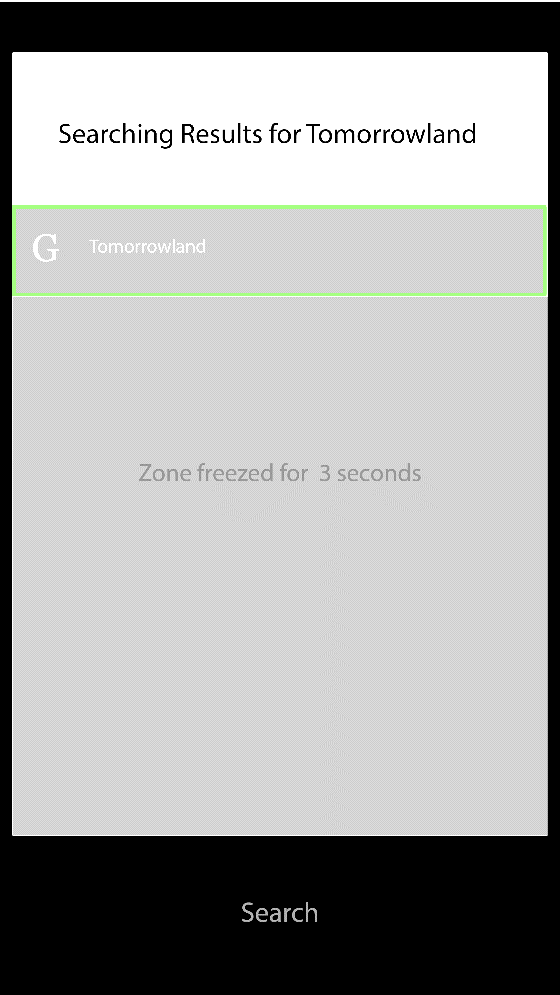 Searching Results for Tomorrowland
G Tomorrowland
Zone freezed for 3 seconds
Search